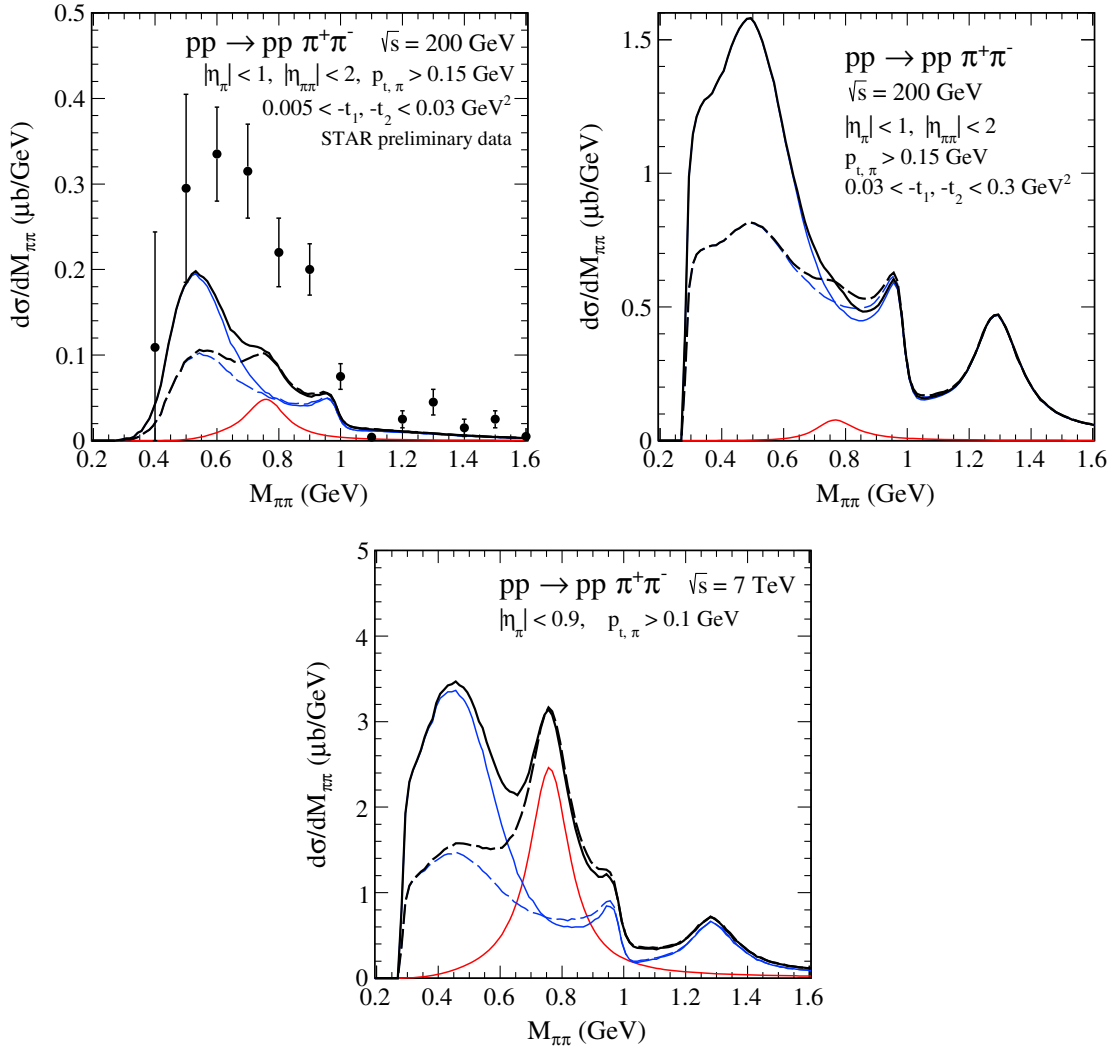 pp → pp π⁺π⁻ √s = 200 GeV
|η_π| < 1, |η_ππ| < 2, p_{t, π} > 0.15 GeV
0.005 < -t₁, -t₂ < 0.03 GeV²
STAR preliminary data
dσ/dM_ππ (μb/GeV)
0.5
0.4
0.3
0.2
0.1
0
0.2 0.4 0.6 0.8 1 1.2 1.4 1.6
M_ππ (GeV)
pp → pp π⁺π⁻
√s = 200 GeV
|η_π| < 1, |η_ππ| < 2
p_{t, π} > 0.15 GeV
0.03 < -t₁, -t₂ < 0.3 GeV²
dσ/dM_ππ (μb/GeV)
1.5
1
0.5
0
0.2 0.4 0.6 0.8 1 1.2 1.4 1.6
M_ππ (GeV)
pp → pp π⁺π⁻ √s = 7 TeV
|η_π| < 0.9, p_{t, π} > 0.1 GeV
dσ/dM_ππ (μb/GeV)
5
4
3
2
1
0
0.2 0.4 0.6 0.8 1 1.2 1.4 1.6
M_ππ (GeV)